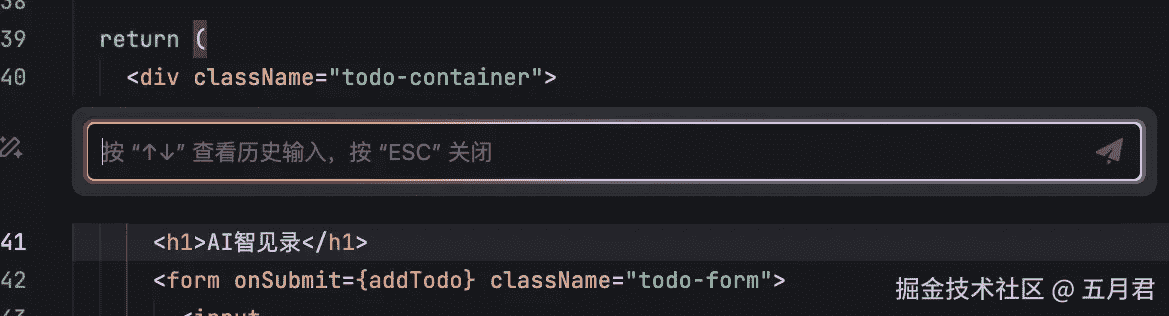 38
39 return (
40 <div className="todo-container">
按 “↑↓” 查看历史输入，按 “ESC” 关闭
41 <h1>AI智见录</h1>
42 <form onSubmit={addTodo} className="todo-form">
掘金技术社区 @ 五月君
43 <input